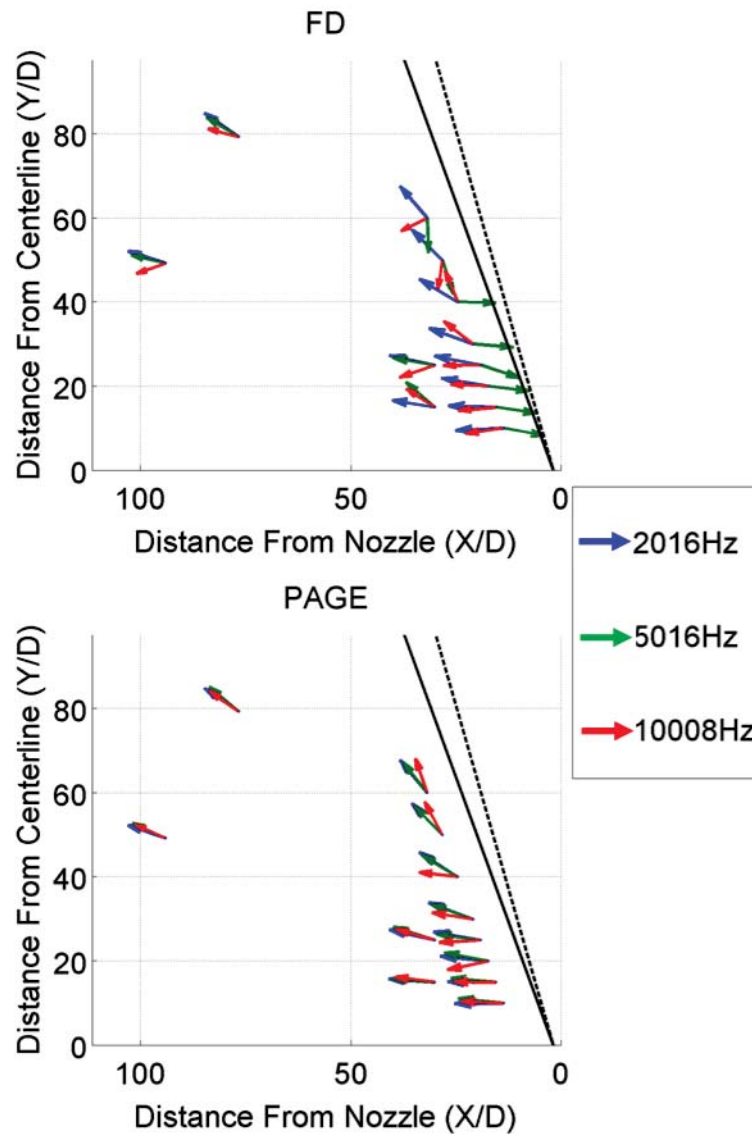 FD
Distance From Centerline (Y/D)
80
60
40
20
0
100
50
0
Distance From Nozzle (X/D)
2016Hz
5016Hz
10008Hz
PAGE
Distance From Centerline (Y/D)
80
60
40
20
0
100
50
0
Distance From Nozzle (X/D)